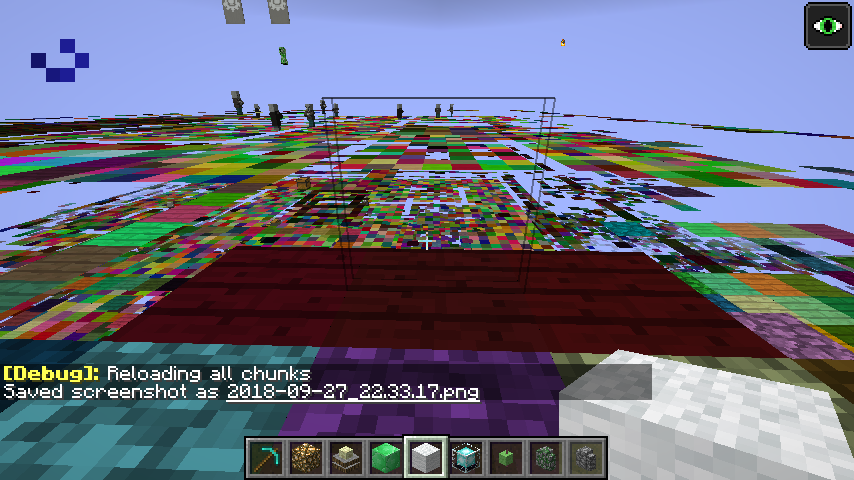 [Debug]: Reloading all chunks
Saved screenshot as 2018-09-27_22.33.17.png